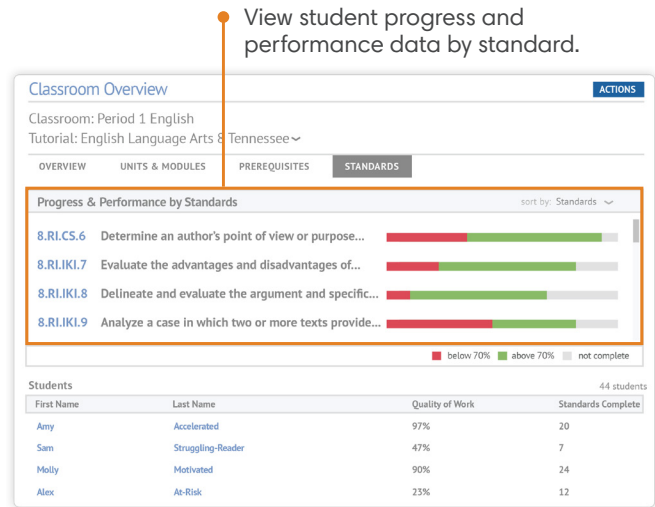 View student progress and
performance data by standard.
Classroom Overview
ACTIONS
Classroom: Period 1 English
Tutorial: English Language Arts 8 Tennessee
OVERVIEW UNITS & MODULES PREREQUISITES STANDARDS
Progress & Performance by Standards sort by: Standards
8.RI.CS.6 Determine an author's point of view or purpose...
8.RI.IKI.7 Evaluate the advantages and disadvantages of...
8.RI.IKI.8 Delineate and evaluate the argument and specific...
8.RI.IKI.9 Analyze a case in which two or more texts provide...
below 70% above 70% not complete
Students 44 students
First Name Last Name Quality of Work Standards Complete
Amy Accelerated 97% 20
Sam Struggling-Reader 47% 7
Molly Motivated 90% 24
Alex At-Risk 23% 12